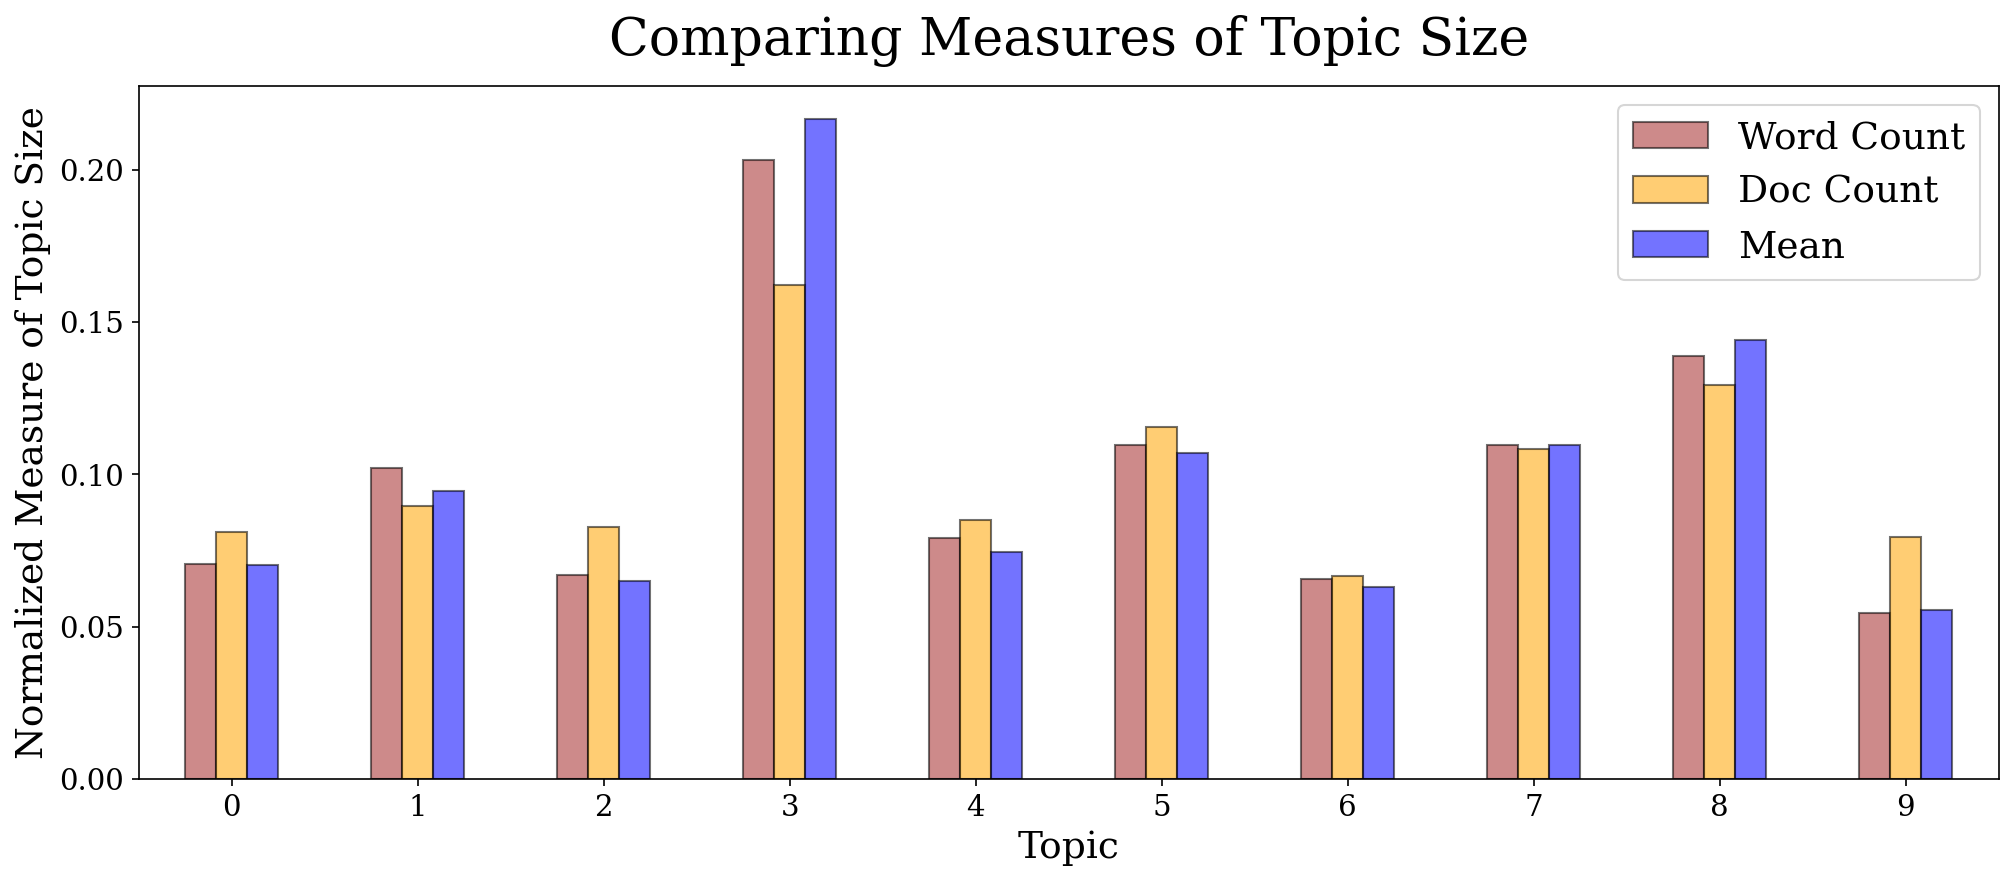 Comparing Measures of Topic Size
Normalized Measure of Topic Size
0.20
0.15
0.10
0.05
0.00
Word Count
Doc Count
Mean
0 1 2 3 4 5 6 7 8 9
Topic